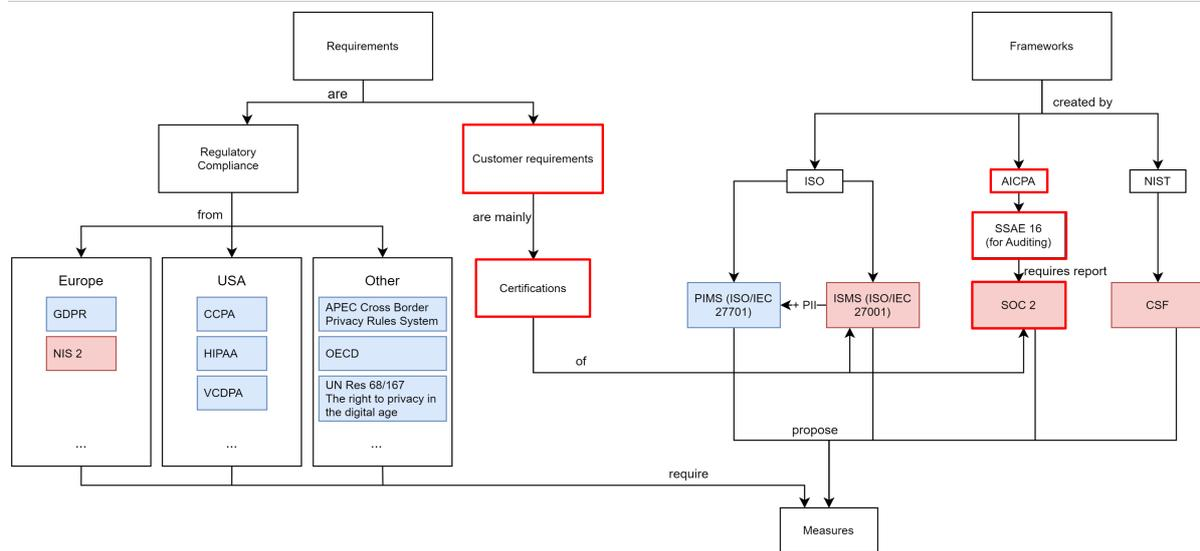 Requirements
Frameworks
are
created by
Regulatory
Compliance
Customer requirements
ISO
AICPA
NIST
from
are mainly
SSAE 16
(for Auditing)
requires report
Europe
GDPR
NIS 2
...
USA
CCPA
HIPAA
VCDPA
...
Other
APEC Cross Border
Privacy Rules System
OECD
UN Res 68/167
The right to privacy in
the digital age
...
Certifications
PIMS (ISO/IEC
27701)
+ PII
ISMS (ISO/IEC
27001)
SOC 2
CSF
of
propose
require
Measures